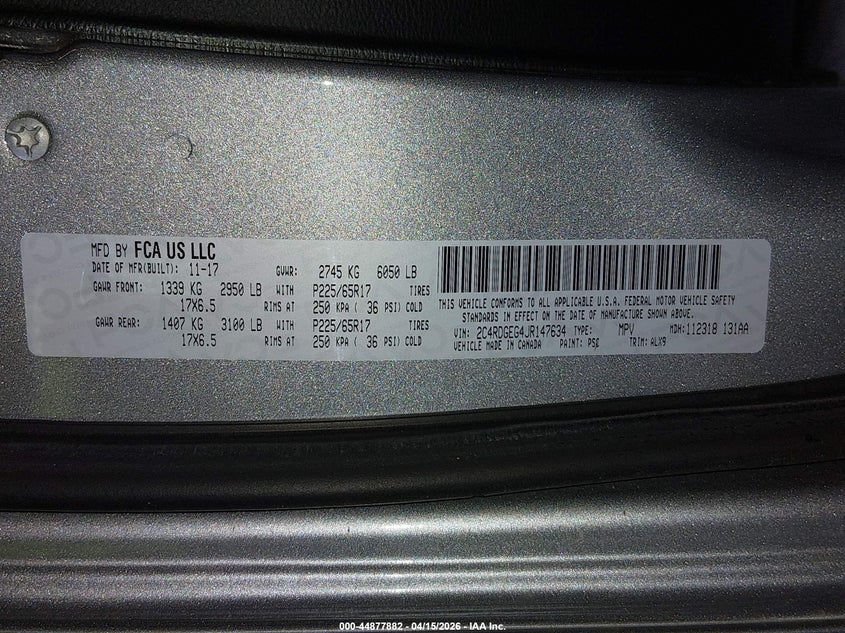 MFD BY FCA US LLC
DATE OF MFR(BUILT): 11-17 GVWR: 2745 KG 6050 LB
GAWR FRONT: 1339 KG 2950 LB WITH P225/65R17 TIRES
17X6.5 RIMS AT 250 KPA ( 36 PSI) COLD
GAWR REAR: 1407 KG 3100 LB WITH P225/65R17 TIRES
17X6.5 RIMS AT 250 KPA ( 36 PSI) COLD
THIS VEHICLE CONFORMS TO ALL APPLICABLE U.S.A. FEDERAL MOTOR VEHICLE SAFETY
STANDARDS IN EFFECT ON THE DATE OF MANUFACTURE SHOWN ABOVE.
VIN: 2C4RDGEG4JR147634 TYPE: MPV MDH: 112318 131AA
VEHICLE MADE IN CANADA PAINT: PSC TRIM: ALX9
000-44877882 - 04/15/2026 - IAA Inc.